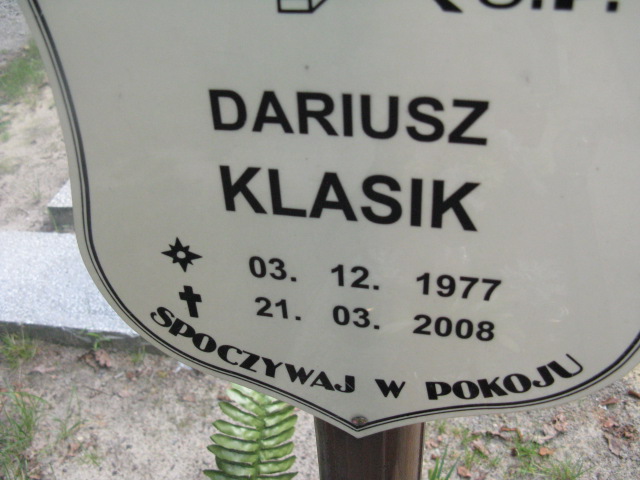 DARIUSZ
KLASIK
03. 12. 1977
21. 03. 2008
SPOCZYWAJ W POKOJU